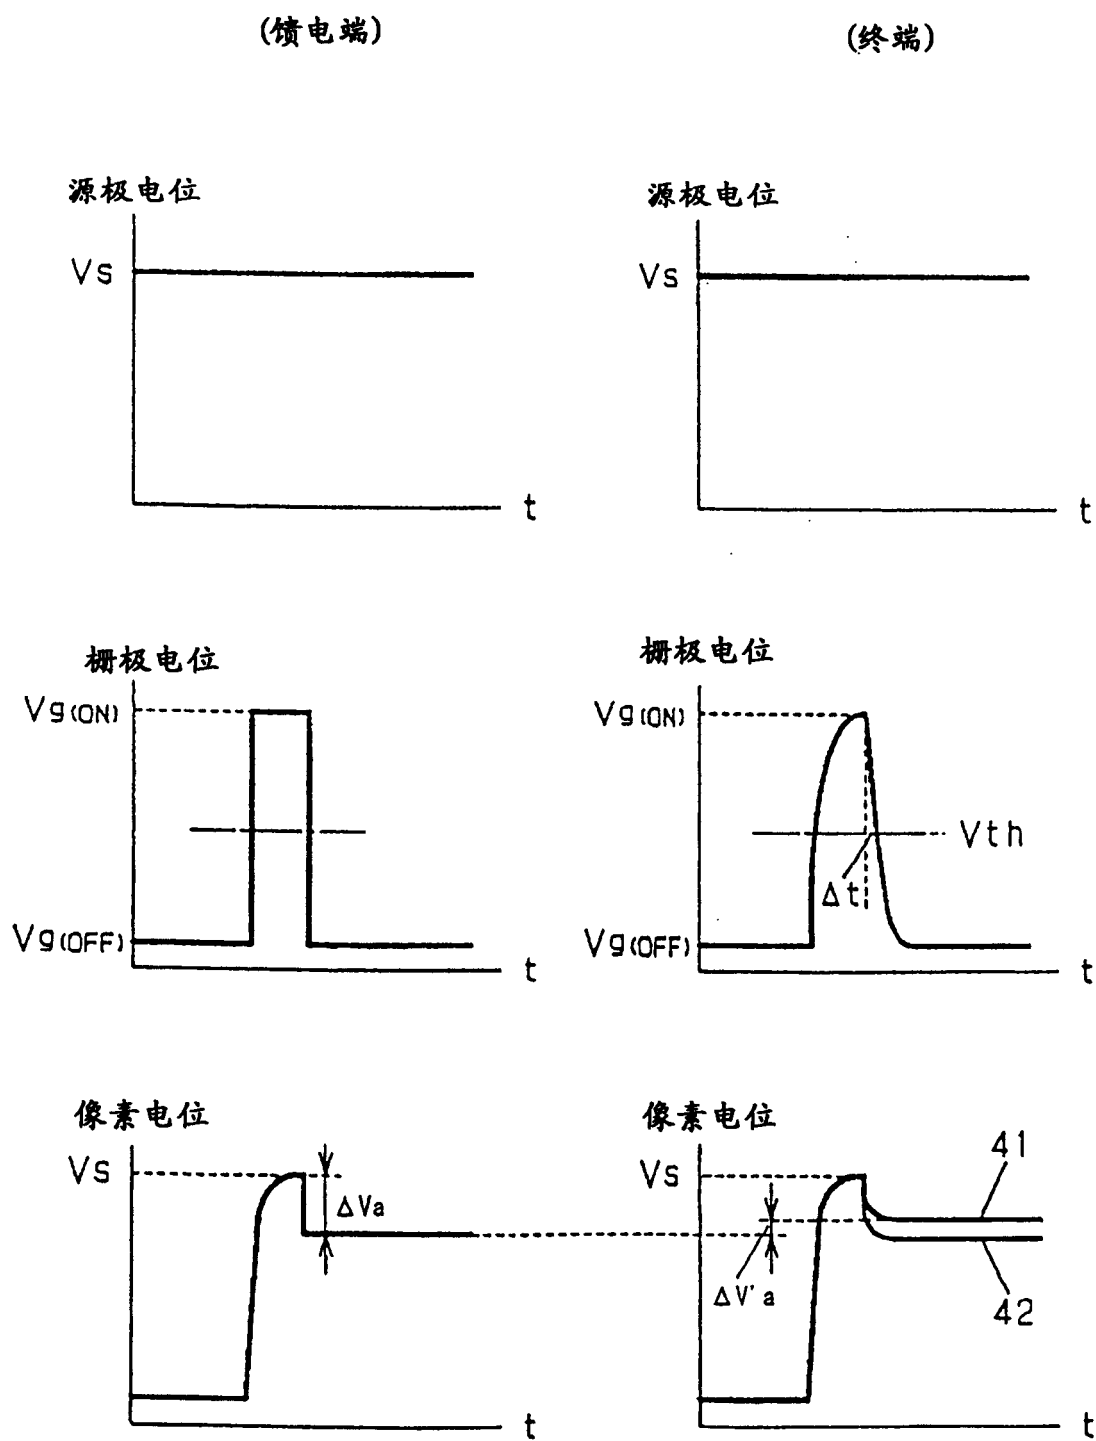 (馈电端)
(终端)
源极电位
Vs
t
源极电位
Vs
t
栅极电位
Vg(ON)
Vg(OFF)
t
栅极电位
Vg(ON)
Vth
Δt
Vg(OFF)
t
像素电位
Vs
ΔVa
t
像素电位
Vs
41
ΔV'a
42
t